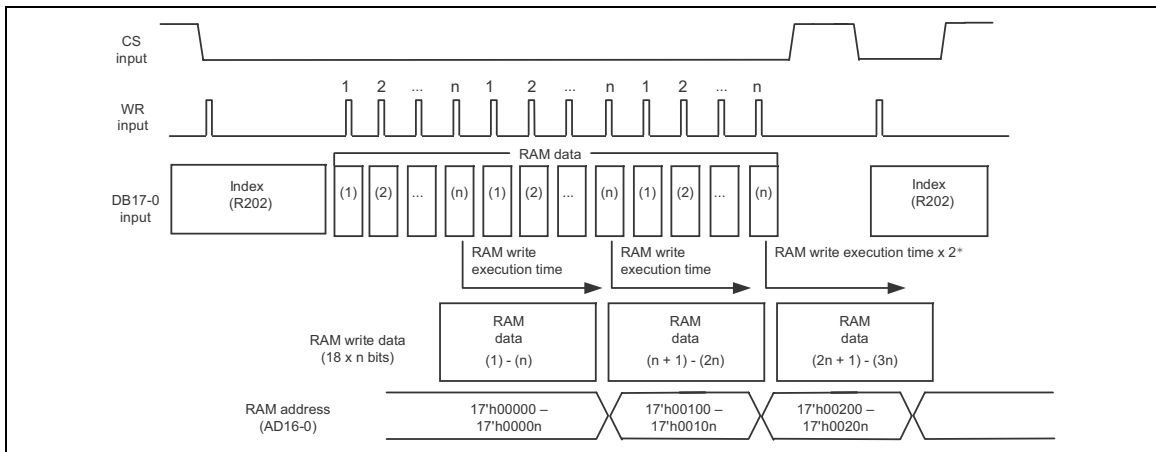 CS
input
1 2 ... n 1 2 ... n 1 2 ... n
WR
input
RAM data
DB17-0
input
Index
(R202)
(1) (2) ... (n) (1) (2) ... (n) (1) (2) ... (n)
Index
(R202)
RAM write
execution time
RAM write
execution time
RAM write execution time x 2*
RAM write data
(18 x n bits)
RAM
data
(1) - (n)
RAM
data
(n + 1) - (2n)
RAM
data
(2n + 1) - (3n)
RAM address
(AD16-0)
17'h00000 –
17'h0000n
17'h00100 –
17'h0010n
17'h00200 –
17'h0020n